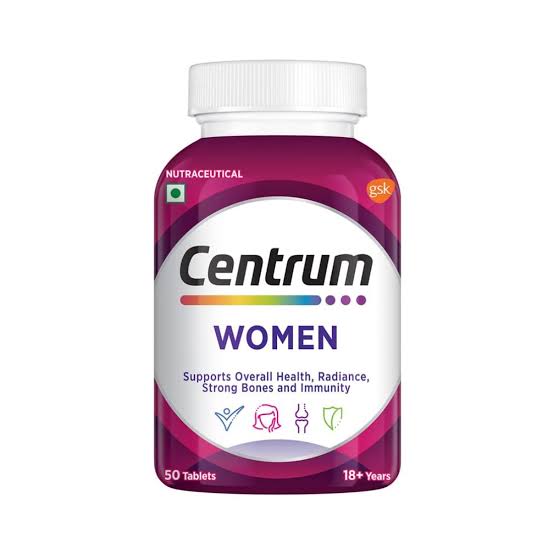 NUTRACEUTICAL
gsk
Centrum
WOMEN
Supports Overall Health, Radiance,
Strong Bones and Immunity
50 Tablets 18+ Years